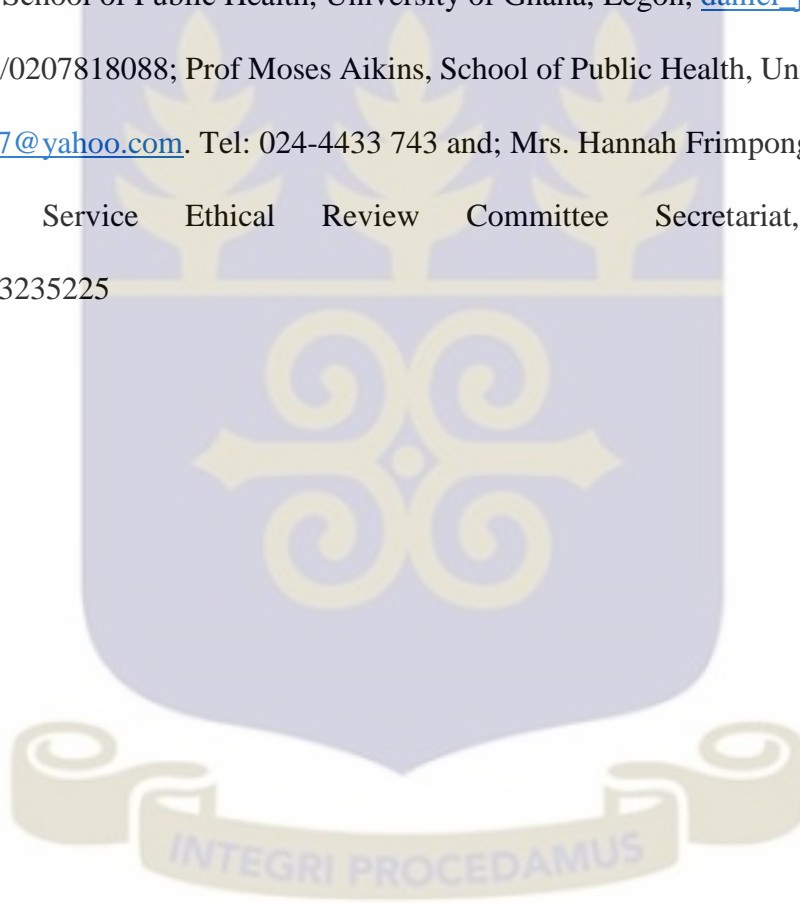 School of Public Health, University of Ghana, Legon, daniel_
/0207818088; Prof Moses Aikins, School of Public Health,
7@yahoo.com. Tel: 024-4433 743 and; Mrs. Hannah Frimpong
Service Ethical Review Committee Secretariat,
3235225
INTEGRI PROCEDAMUS